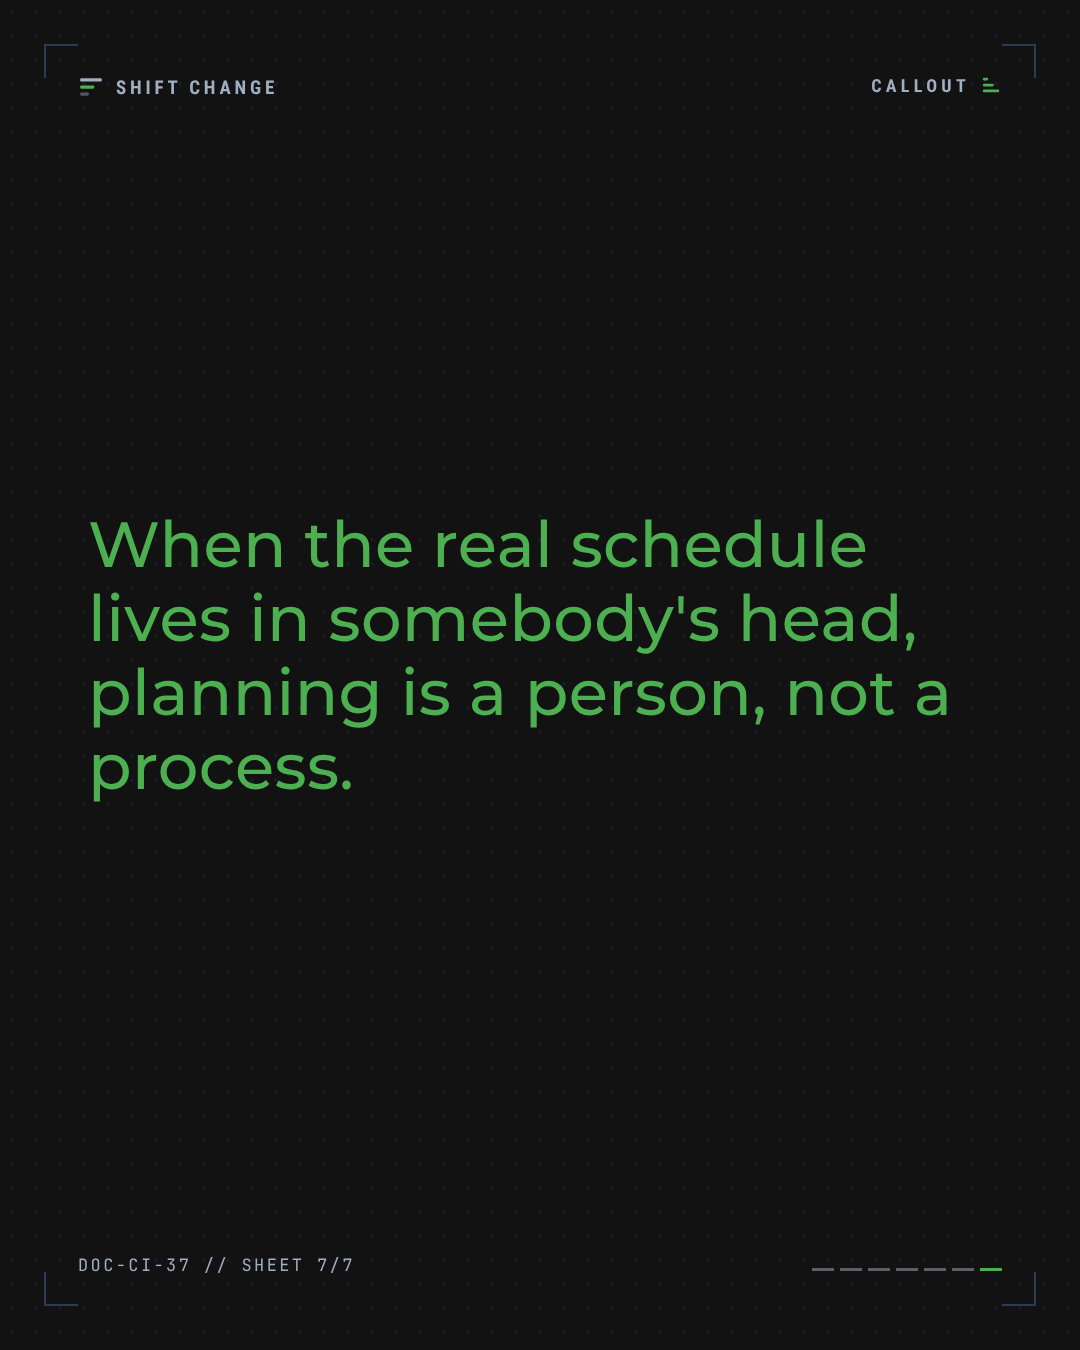 SHIFT CHANGE
CALLOUT
When the real schedule
lives in somebody's head,
planning is a person, not a
process.
DOC-CI-37 // SHEET 7/7